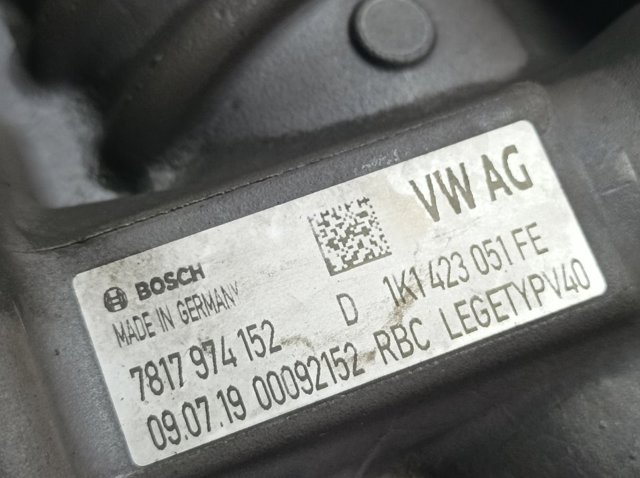 VW AG
BOSCH
MADE IN GERMANY D 1K1 423 051 FE
7817 974 152
09.07.19 00092152 RBC LEGETYPV40